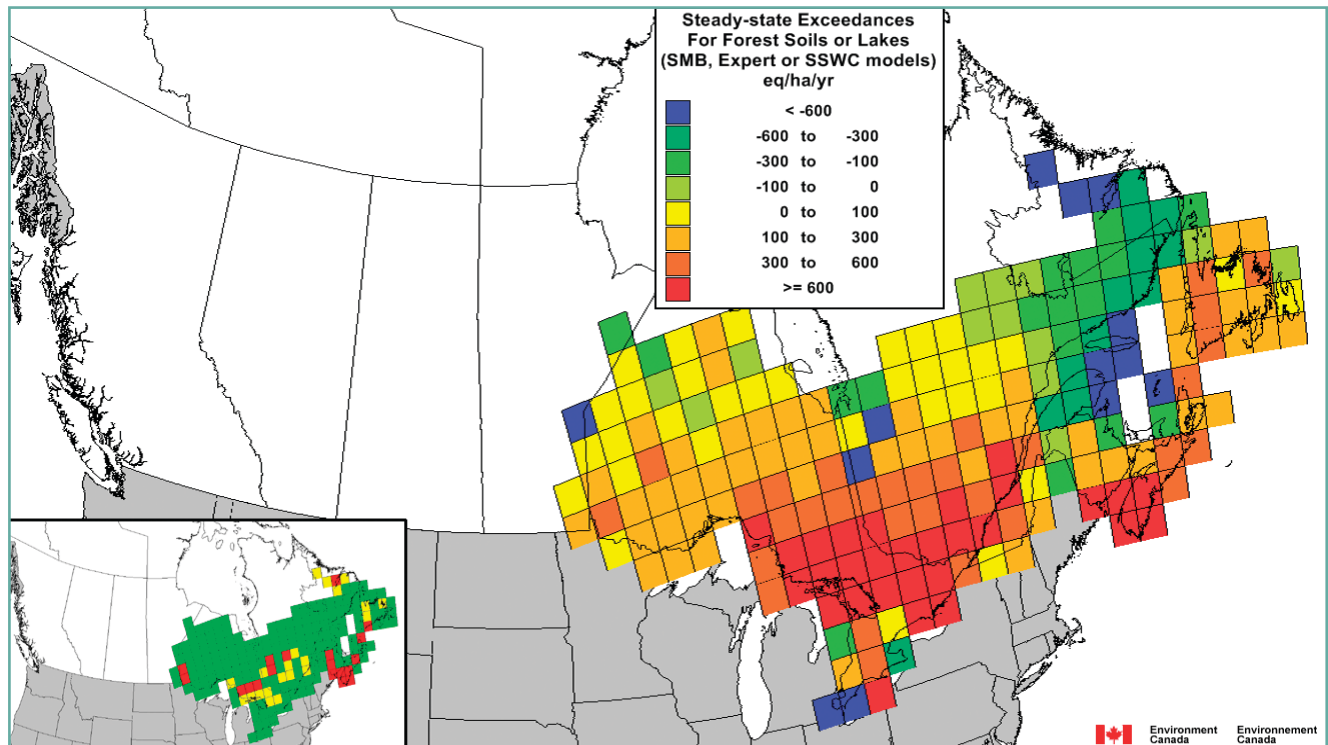 Steady-state Exceedances
For Forest Soils or Lakes
(SMB, Expert or SSWC models)
eq/ha/yr
< -600
-600 to -300
-300 to -100
-100 to 0
0 to 100
100 to 300
300 to 600
>= 600
Environment Environnement
Canada Canada